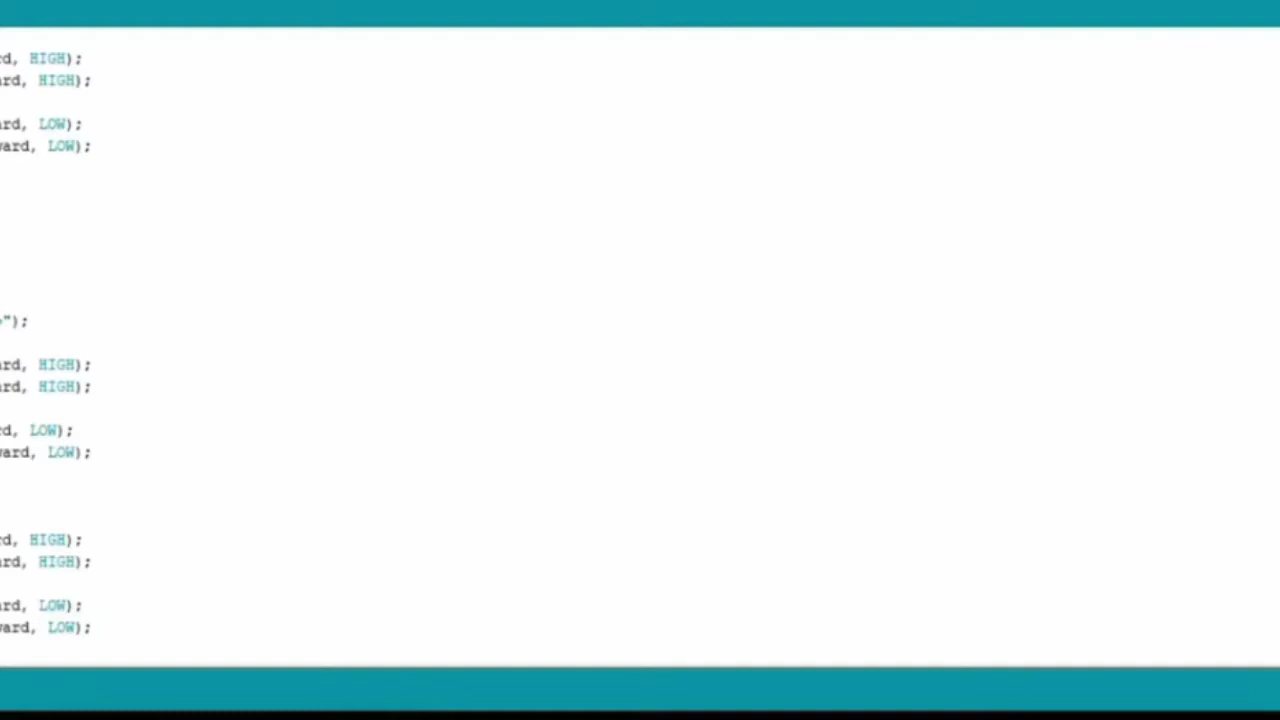 rd, HIGH);
ard, HIGH);
ard, LOW);
ward, LOW);
");
ard, HIGH);
ard, HIGH);
rd, LOW);
ward, LOW);
rd, HIGH);
ard, HIGH);
ard, LOW);
ward, LOW);